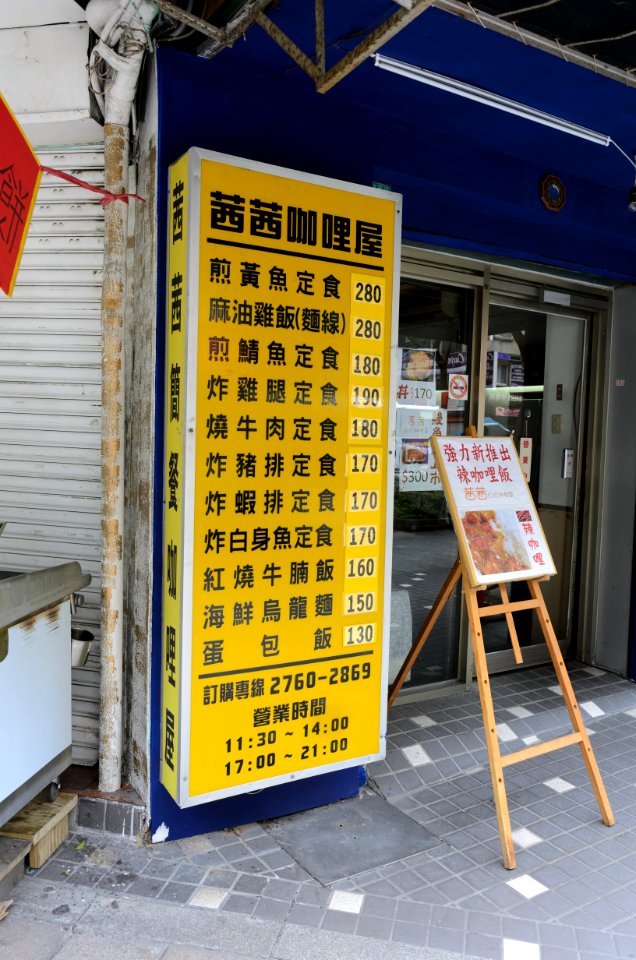 餅
茜茜簡餐咖哩屋
茜茜咖哩屋
煎黃魚定食 280
麻油雞飯(麵線) 280
煎鯖魚定食 180
炸雞腿定食 190
燒牛肉定食 180
炸豬排定食 170
炸蝦排定食 170
炸白身魚定食 170
紅燒牛腩飯 160
海鮮烏龍麵 150
蛋包飯 130
訂購專線 2760-2869
營業時間
11:30 ~ 14:00
17:00 ~ 21:00
丼$170
$300
強力新推出
辣咖哩飯
茜茜
辣咖哩